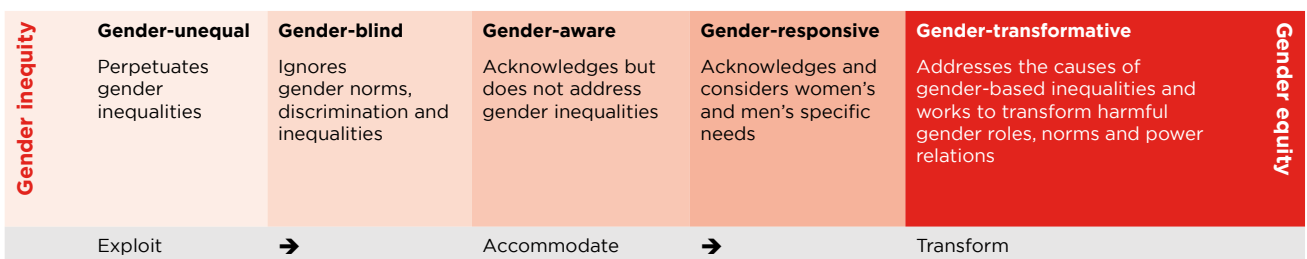 Gender inequity
Gender-unequal
Perpetuates
gender
inequalities
Gender-blind
Ignores
gender norms,
discrimination and
inequalities
Gender-aware
Acknowledges but
does not address
gender inequalities
Gender-responsive
Acknowledges and
considers women’s
and men’s specific
needs
Gender-transformative
Addresses the causes of
gender-based inequalities and
works to transform harmful
gender roles, norms and power
relations
Gender equity
Exploit
➔
Accommodate
➔
Transform